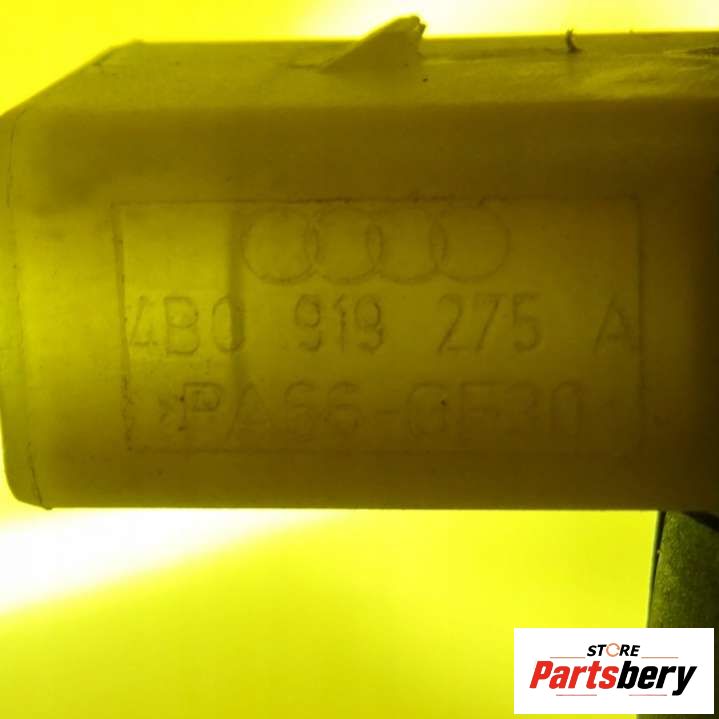 4B0 919 275 A
>PA66-GF30<
STORE
Partsbery